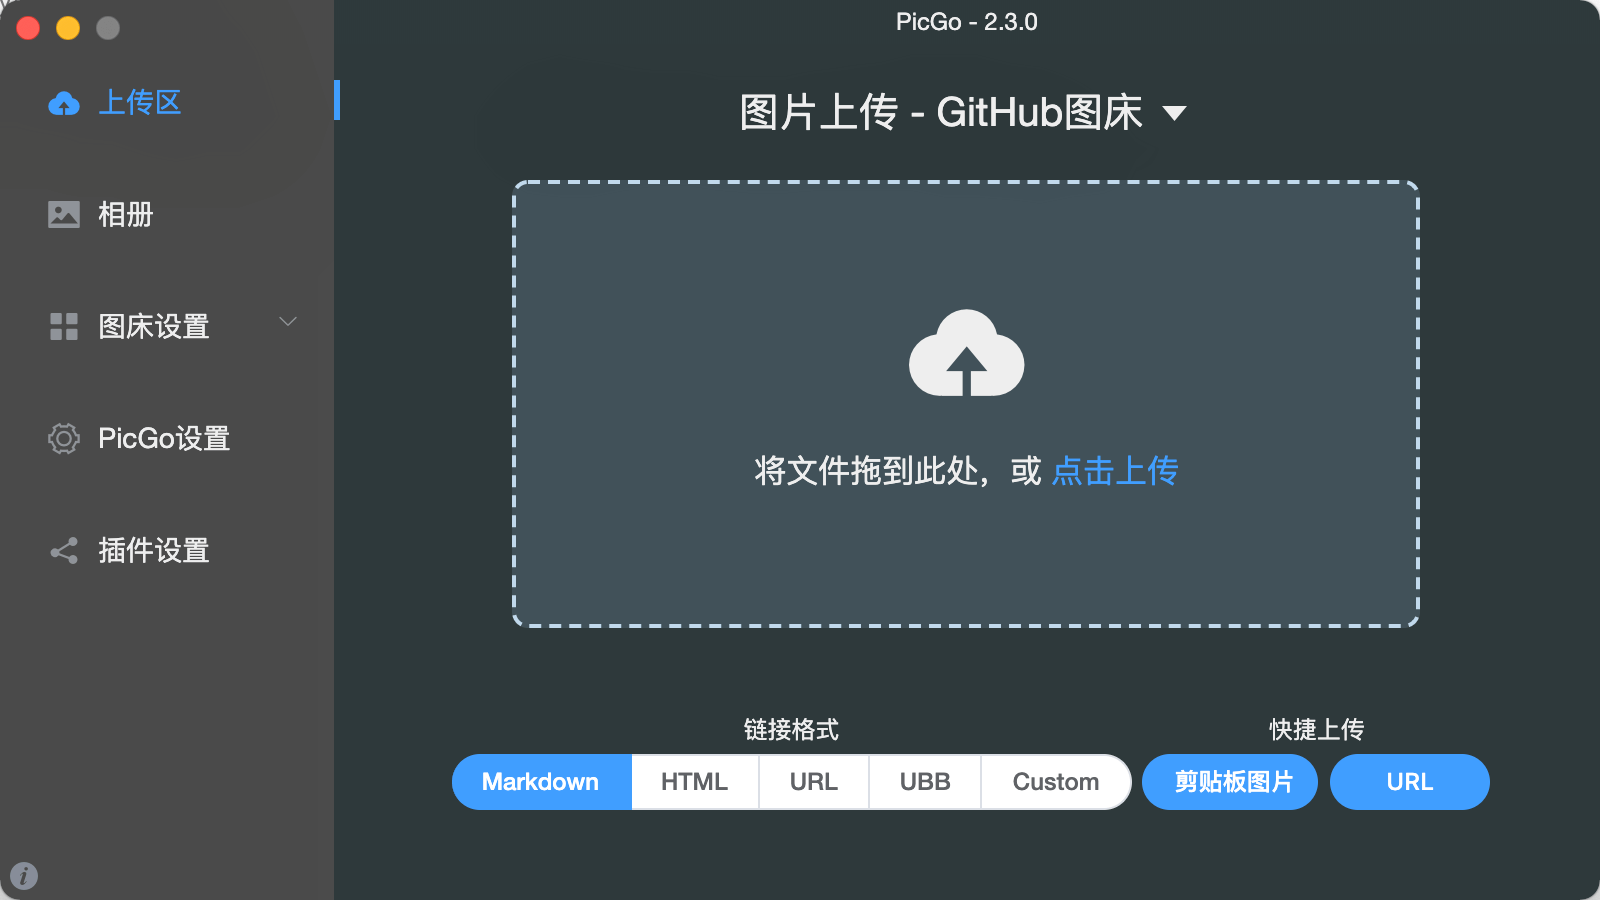 PicGo - 2.3.0
上传区
相册
图床设置
PicGo设置
插件设置
图片上传 - GitHub图床
将文件拖到此处，或 点击上传
链接格式
Markdown HTML URL UBB Custom
快捷上传
剪贴板图片 URL
i